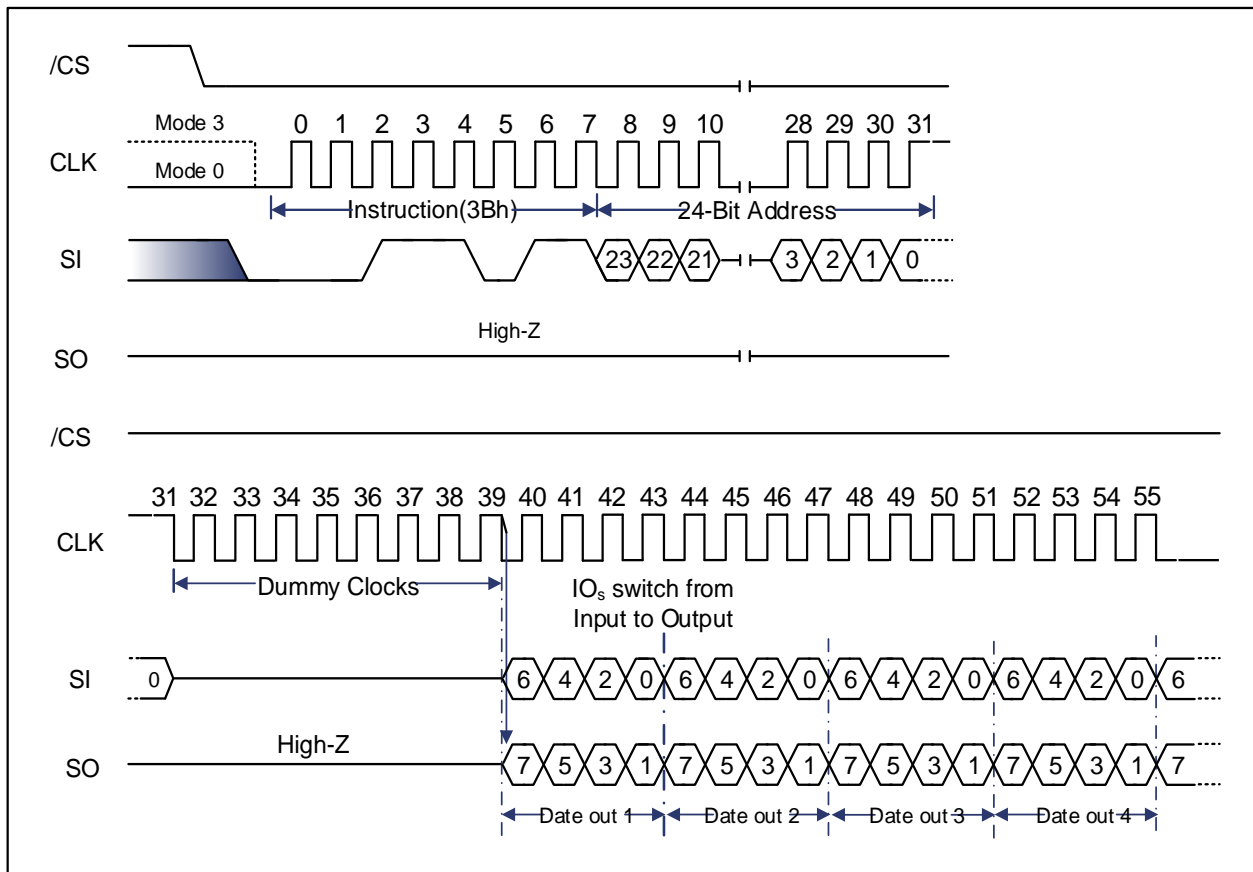 /CS
Mode 3
0 1 2 3 4 5 6 7 8 9 10 28 29 30 31
CLK
Mode 0
Instruction(3Bh) 24-Bit Address
SI 23 22 21 3 2 1 0
High-Z
SO
/CS
31 32 33 34 35 36 37 38 39 40 41 42 43 44 45 46 47 48 49 50 51 52 53 54 55
CLK
Dummy Clocks
IOs switch from
Input to Output
SI 0 6 4 2 0 6 4 2 0 6 4 2 0 6 4 2 0 6
High-Z
SO 7 5 3 1 7 5 3 1 7 5 3 1 7 5 3 1 7
Date out 1 Date out 2 Date out 3 Date out 4